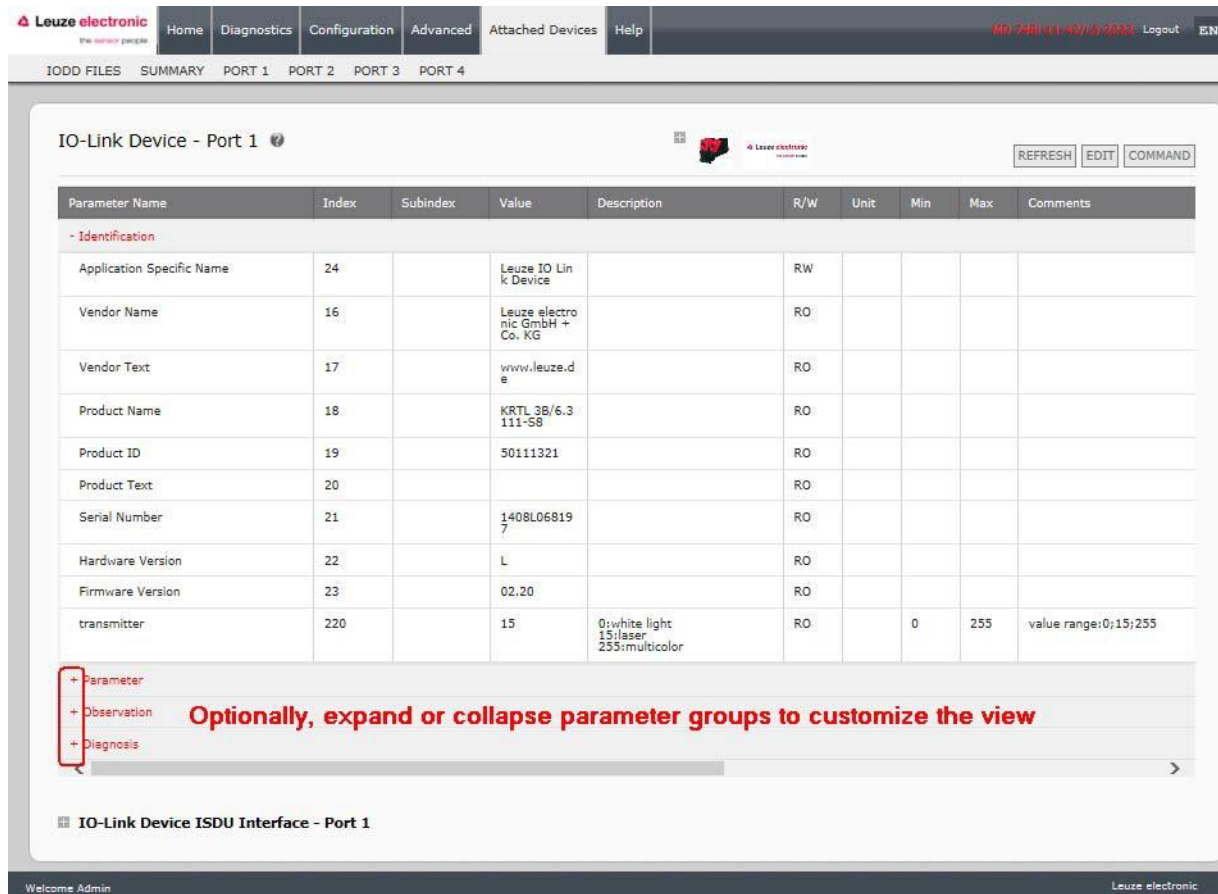 Leuze electronic
the sensor people
Home Diagnostics Configuration Advanced Attached Devices Help
Logout EN
IODD FILES SUMMARY PORT 1 PORT 2 PORT 3 PORT 4
IO-Link Device - Port 1
Leuze electronic
REFRESH EDIT COMMAND
Parameter Name Index Subindex Value Description R/W Unit Min Max Comments
- Identification
Application Specific Name 24 Leuze IO Lin RW
k Device
Vendor Name 16 Leuze electro RO
nic GmbH +
Co. KG
Vendor Text 17 www.leuze.d RO
e
Product Name 18 KRTL 3B/6.3 RO
111-S8
Product ID 19 50111321 RO
Product Text 20 RO
Serial Number 21 1408L06819 RO
7
Hardware Version 22 L RO
Firmware Version 23 02.20 RO
transmitter 220 15 0:white light RO 0 255 value range:0;15;255
15:laser
255:multicolor
+ Parameter
+ Observation
Optionally, expand or collapse parameter groups to customize the view
+ Diagnosis
IO-Link Device ISDU Interface - Port 1
Welcome Admin Leuze electronic